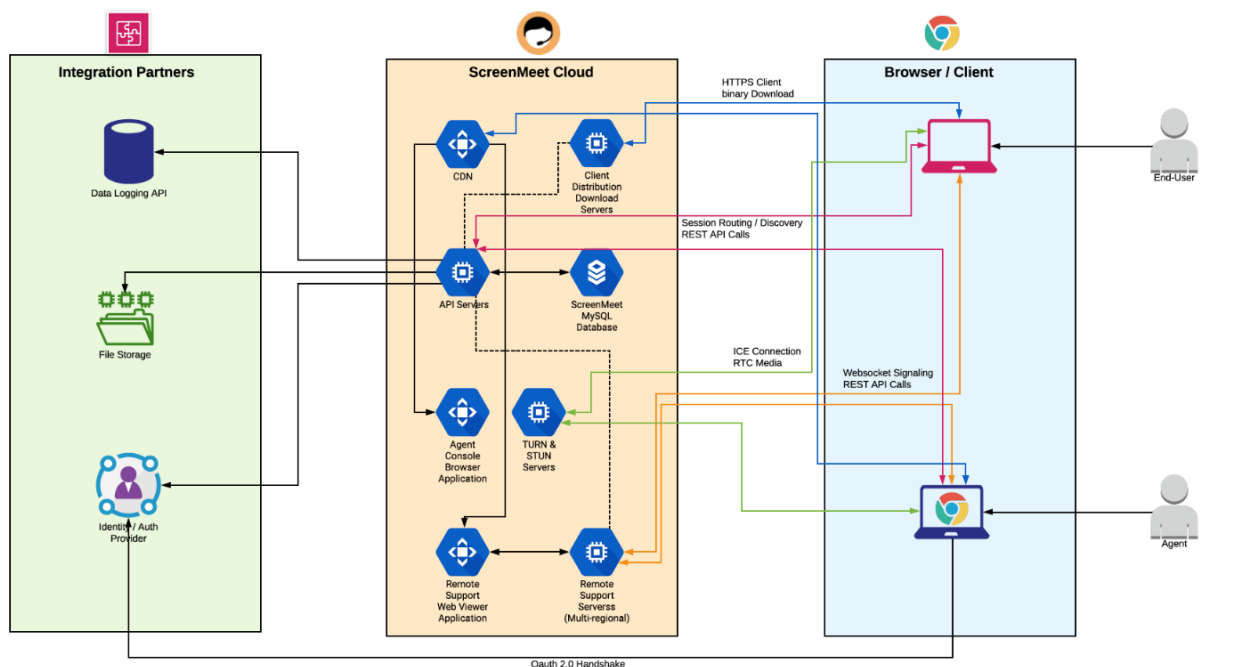 Integration Partners
ScreenMeet Cloud
Browser / Client
HTTPS Client
binary Download
Data Logging API
CDN
Client
Distribution
Download
Servers
End-User
Session Routing / Discovery
REST API Calls
API Servers
ScreenMeet
MySQL
Database
File Storage
ICE Connection
RTC Media
Websocket Signaling
REST API Calls
Agent
Console
Browser
Application
TURN &
STUN
Servers
Identity / Auth
Provider
Agent
Remote
Support
Web Viewer
Application
Remote
Support
Serverss
(Multi-regional)
Oauth 2.0 Handshake